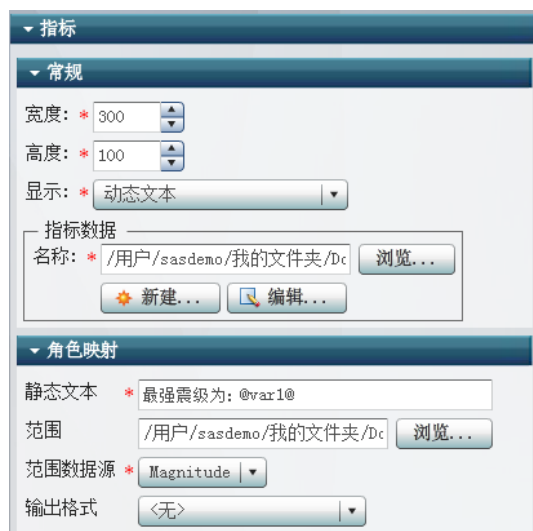 指标
常规
宽度: * 300
高度: * 100
显示: * 动态文本
指标数据
名称: * /用户/sasdemo/我的文件夹/Dc 浏览...
新建... 编辑...
角色映射
静态文本 * 最强震级为: @var1@
范围 /用户/sasdemo/我的文件夹/Dc 浏览...
范围数据源 * Magnitude
输出格式 <无>